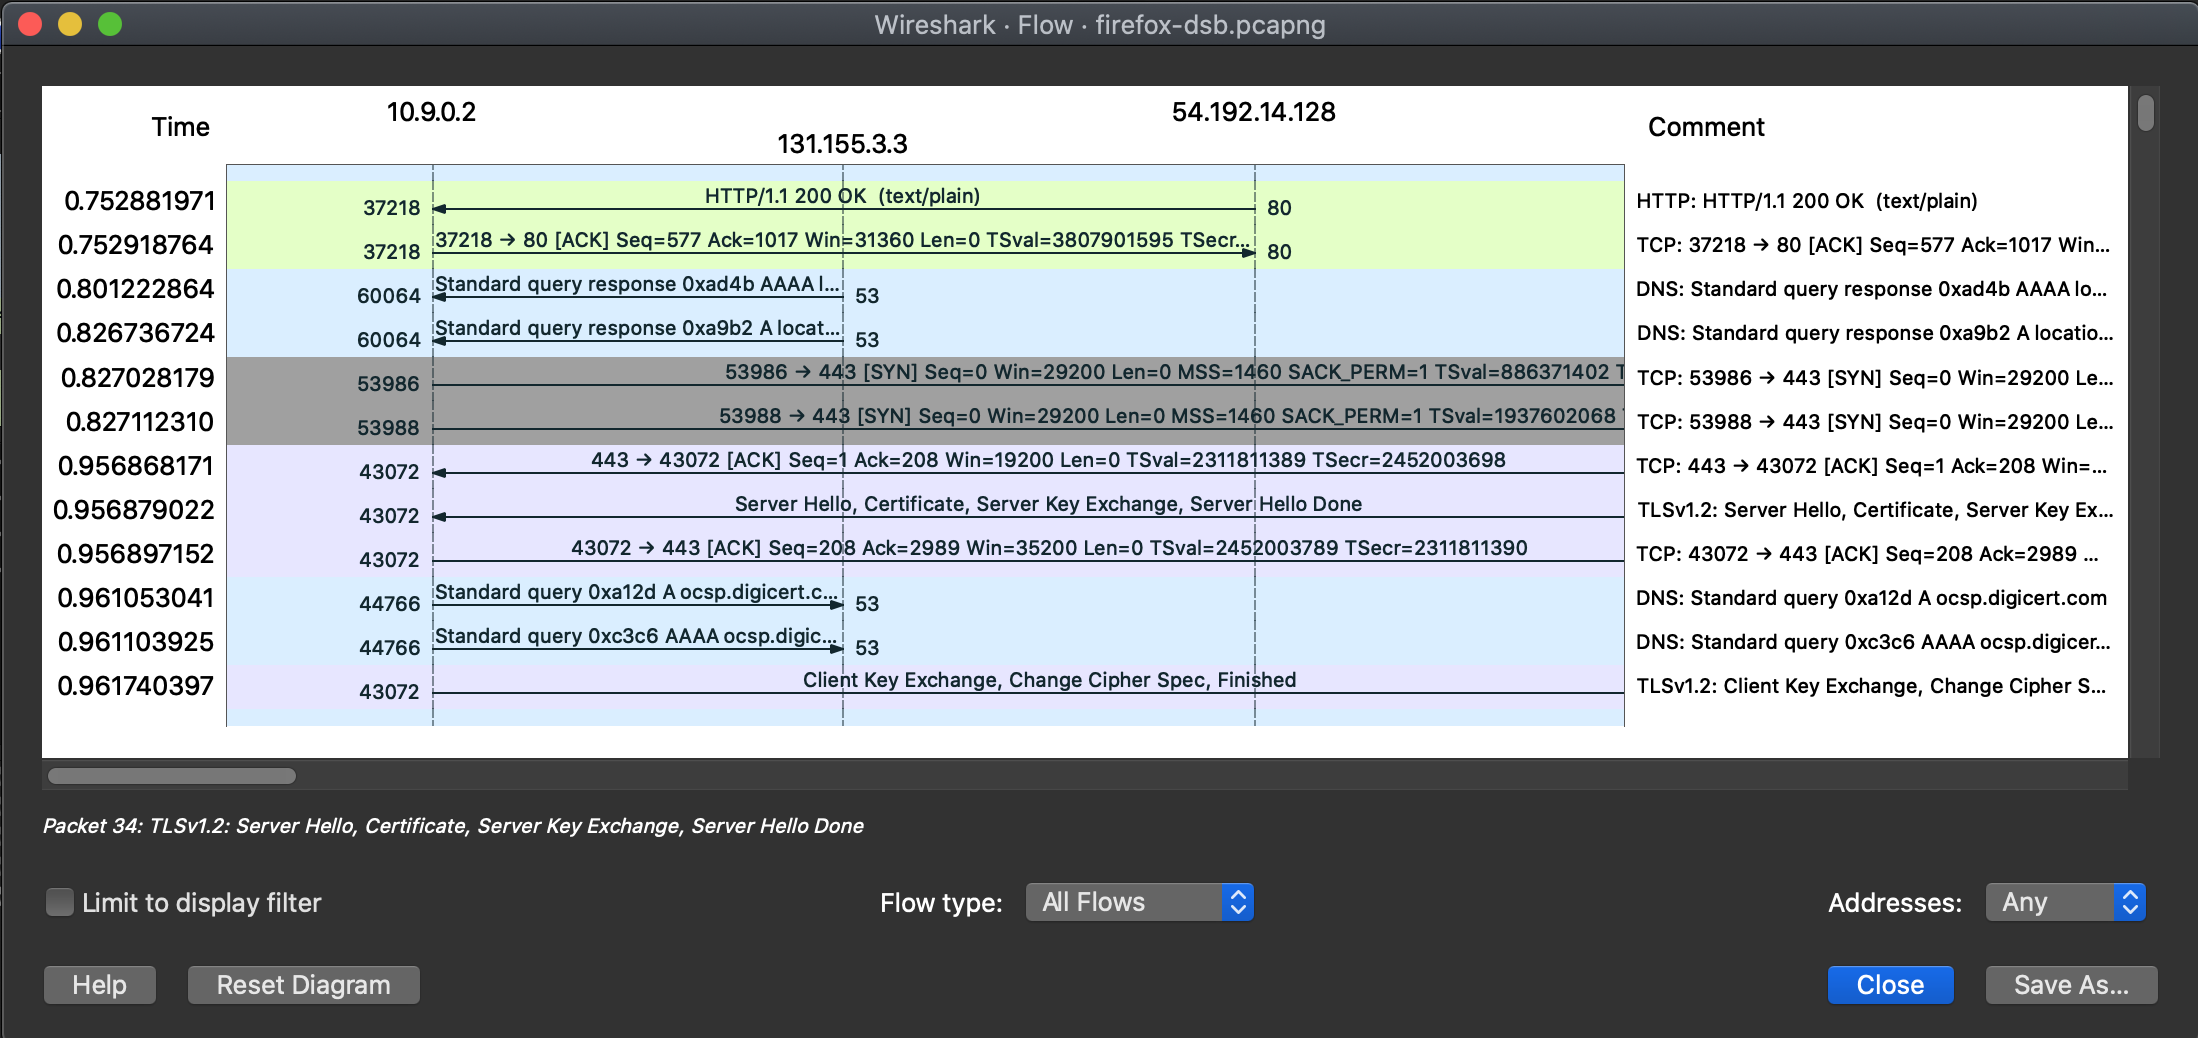 Wireshark · Flow · firefox-dsb.pcapng
Time 10.9.0.2 54.192.14.128 Comment
131.155.3.3
0.752881971 37218 HTTP/1.1 200 OK (text/plain) 80 HTTP: HTTP/1.1 200 OK (text/plain)
0.752918764 37218 37218 → 80 [ACK] Seq=577 Ack=1017 Win=31360 Len=0 TSval=3807901595 TSecr... 80 TCP: 37218 → 80 [ACK] Seq=577 Ack=1017 Win...
0.801222864 60064 Standard query response 0xad4b AAAA l... 53 DNS: Standard query response 0xad4b AAAA lo...
0.826736724 60064 Standard query response 0xa9b2 A locat... 53 DNS: Standard query response 0xa9b2 A locatio...
0.827028179 53986 53986 → 443 [SYN] Seq=0 Win=29200 Len=0 MSS=1460 SACK_PERM=1 TSval=886371402 T TCP: 53986 → 443 [SYN] Seq=0 Win=29200 Le...
0.827112310 53988 53988 → 443 [SYN] Seq=0 Win=29200 Len=0 MSS=1460 SACK_PERM=1 TSval=1937602068 TCP: 53988 → 443 [SYN] Seq=0 Win=29200 Le...
0.956868171 43072 443 → 43072 [ACK] Seq=1 Ack=208 Win=19200 Len=0 TSval=2311811389 TSecr=2452003698 TCP: 443 → 43072 [ACK] Seq=1 Ack=208 Win=...
0.956879022 43072 Server Hello, Certificate, Server Key Exchange, Server Hello Done TLSv1.2: Server Hello, Certificate, Server Key Ex...
0.956897152 43072 43072 → 443 [ACK] Seq=208 Ack=2989 Win=35200 Len=0 TSval=2452003789 TSecr=2311811390 TCP: 43072 → 443 [ACK] Seq=208 Ack=2989 ...
0.961053041 44766 Standard query 0xa12d A ocsp.digicert.c... 53 DNS: Standard query 0xa12d A ocsp.digicert.com
0.961103925 44766 Standard query 0xc3c6 AAAA ocsp.digic... 53 DNS: Standard query 0xc3c6 AAAA ocsp.digicer...
0.961740397 43072 Client Key Exchange, Change Cipher Spec, Finished TLSv1.2: Client Key Exchange, Change Cipher S...
Packet 34: TLSv1.2: Server Hello, Certificate, Server Key Exchange, Server Hello Done
Limit to display filter Flow type: All Flows Addresses: Any
Help Reset Diagram Close Save As...